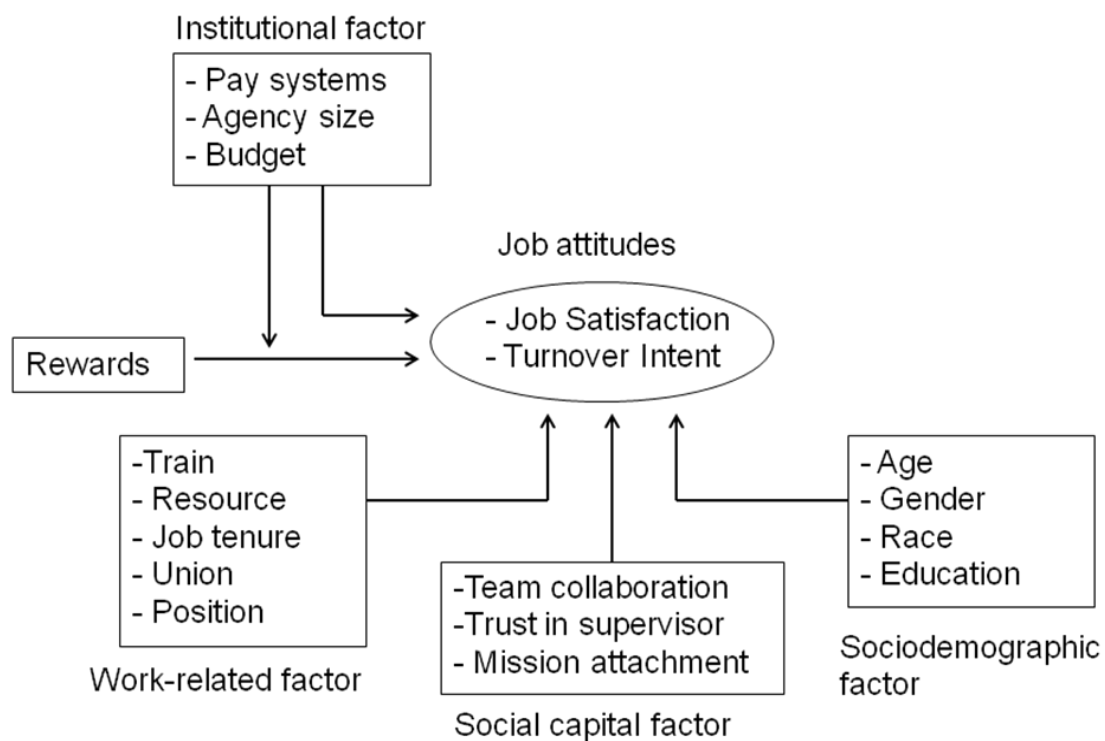 Institutional factor
- Pay systems
- Agency size
- Budget
Job attitudes
- Job Satisfaction
- Turnover Intent
Rewards
-Train
- Resource
- Job tenure
- Union
- Position
Work-related factor
-Team collaboration
-Trust in supervisor
- Mission attachment
Social capital factor
- Age
- Gender
- Race
- Education
Sociodemographic
factor